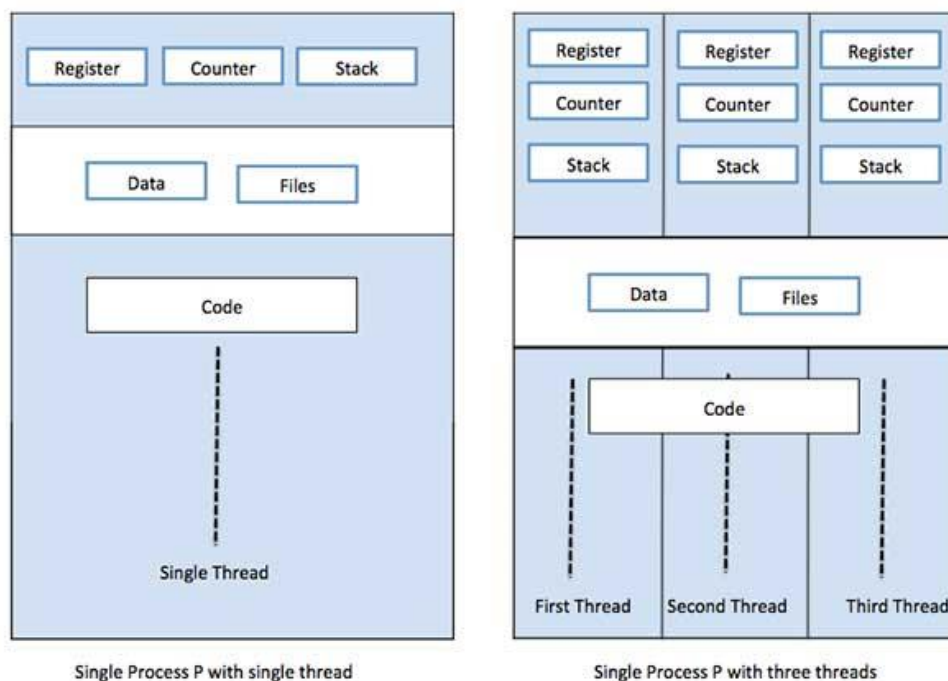 Register Counter Stack
Data Files
Code
Single Thread
Single Process P with single thread
Register Register Register
Counter Counter Counter
Stack Stack Stack
Data Files
Code
First Thread Second Thread Third Thread
Single Process P with three threads